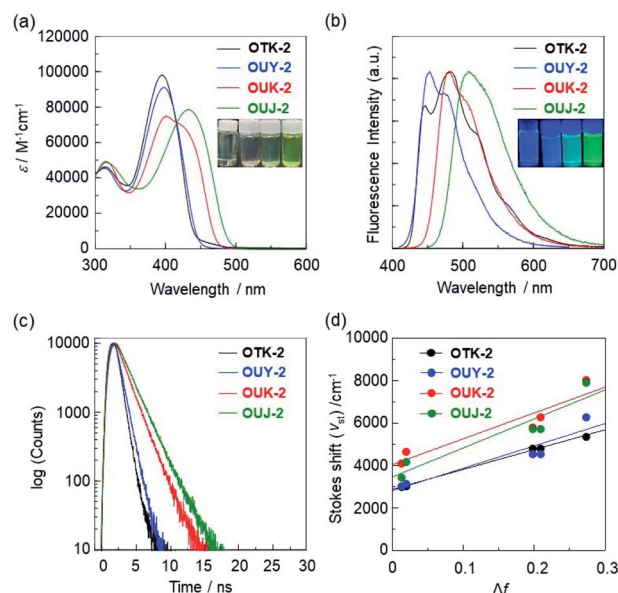 (a)
OTK-2
OUY-2
OUK-2
OUJ-2
120000
100000
80000
60000
40000
20000
0
ε / M⁻¹cm⁻¹
300 400 500 600
Wavelength / nm
(b)
OTK-2
OUY-2
OUK-2
OUJ-2
Fluorescence Intensity (a.u.)
400 500 600 700
Wavelength / nm
(c)
OTK-2
OUY-2
OUK-2
OUJ-2
10000
1000
100
10
log (Counts)
0 5 10 15 20 25 30
Time / ns
(d)
OTK-2
OUY-2
OUK-2
OUJ-2
8000
6000
4000
2000
0
Stokes shift (Vst) /cm⁻¹
0 0.1 0.2 0.3
Δf